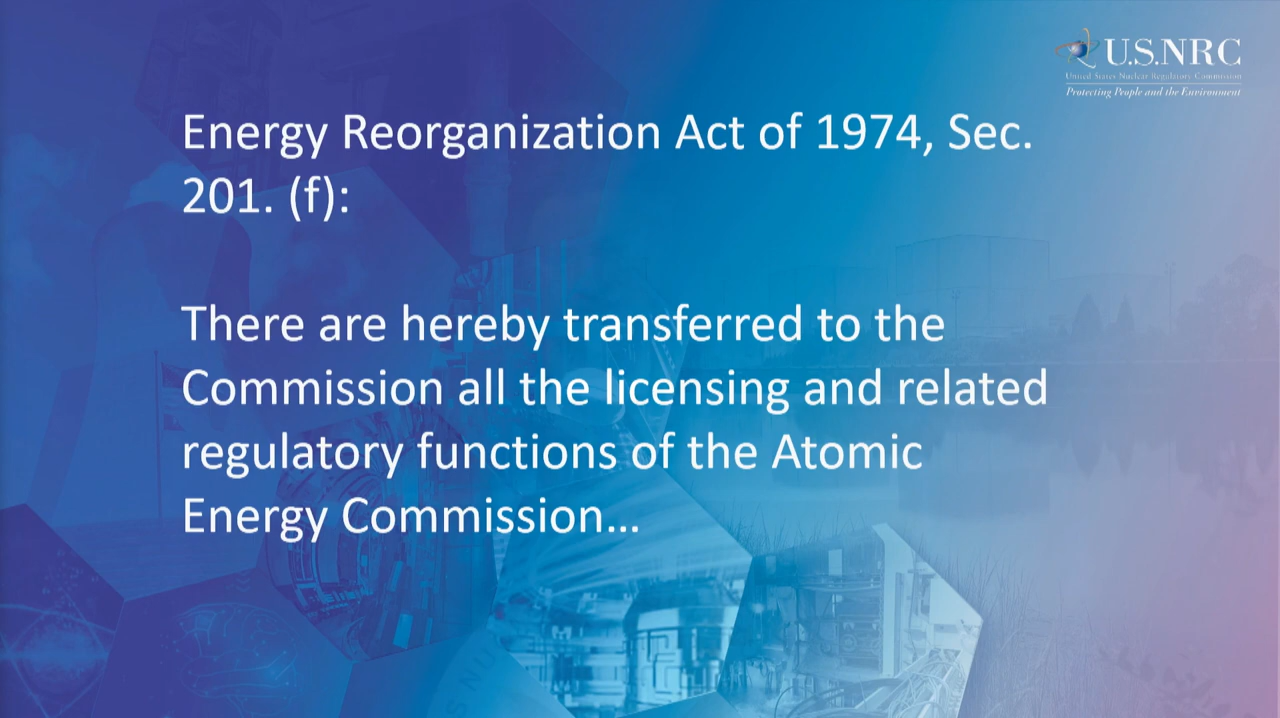 U.S.NRC
United States Nuclear Regulatory Commission
Protecting People and the Environment
Energy Reorganization Act of 1974, Sec.
201. (f):
There are hereby transferred to the
Commission all the licensing and related
regulatory functions of the Atomic
Energy Commission…